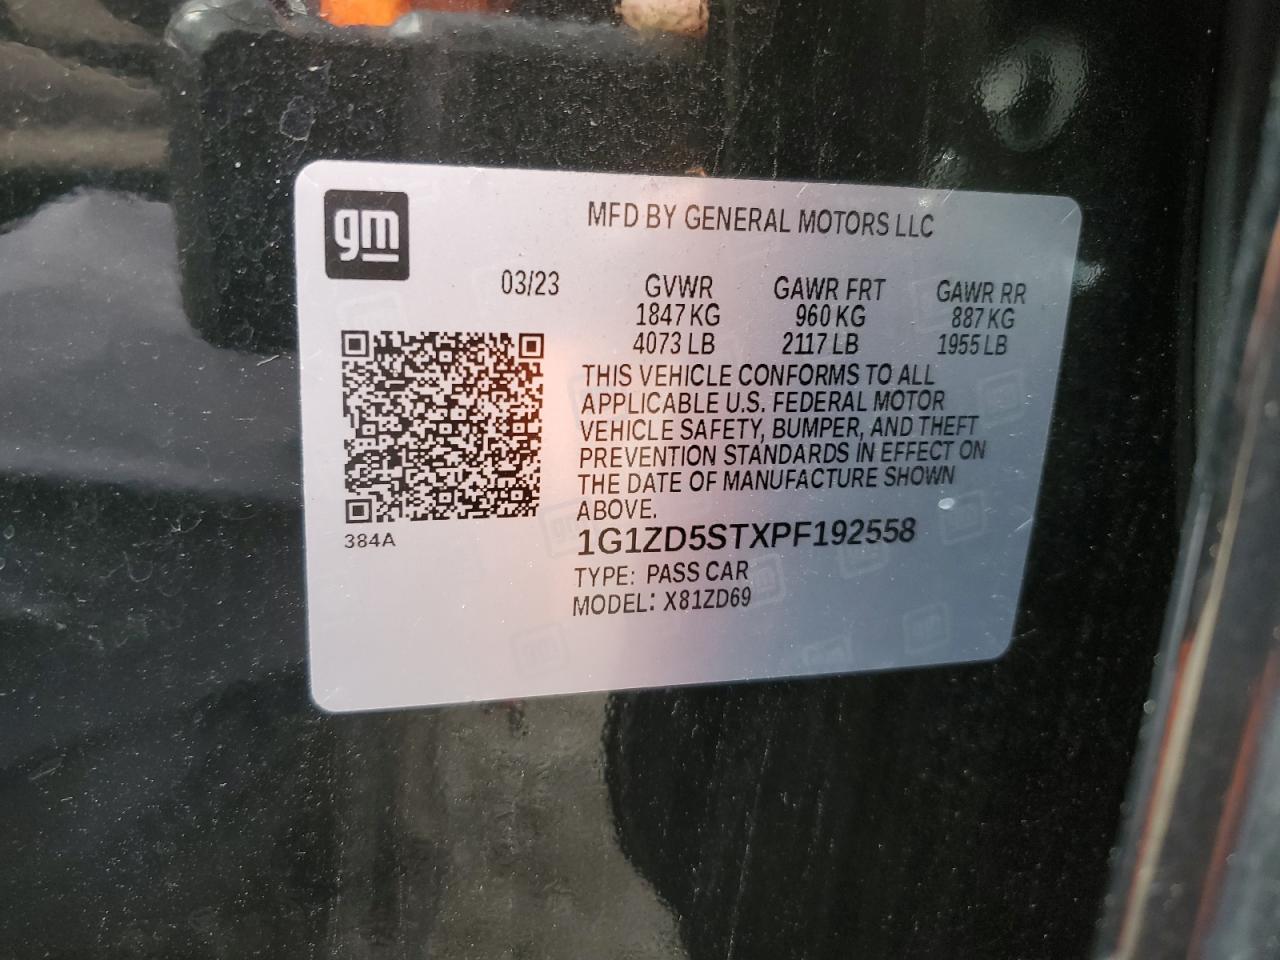 gm
MFD BY GENERAL MOTORS LLC
03/23 GVWR GAWR FRT GAWR RR
1847 KG 960 KG 887 KG
4073 LB 2117 LB 1955 LB
THIS VEHICLE CONFORMS TO ALL
APPLICABLE U.S. FEDERAL MOTOR
VEHICLE SAFETY, BUMPER, AND THEFT
PREVENTION STANDARDS IN EFFECT ON
THE DATE OF MANUFACTURE SHOWN
ABOVE.
384A
1G1ZD5STXPF192558
TYPE: PASS CAR
MODEL: X81ZD69